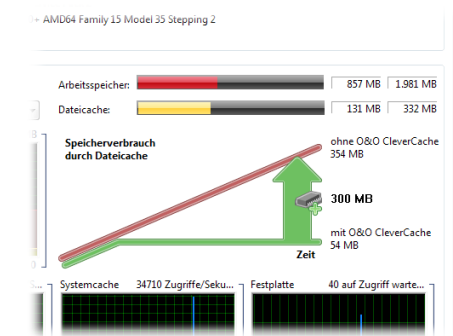 + AMD64 Family 15 Model 35 Stepping 2
Arbeitsspeicher: 857 MB 1.981 MB
Dateicache: 131 MB 332 MB
Speicherverbrauch
durch Dateicache
ohne O&O CleverCache
354 MB
300 MB
mit O&O CleverCache
54 MB
Zeit
Systemcache 34710 Zugriffe/Seku...
Festplatte 40 auf Zugriff warte...